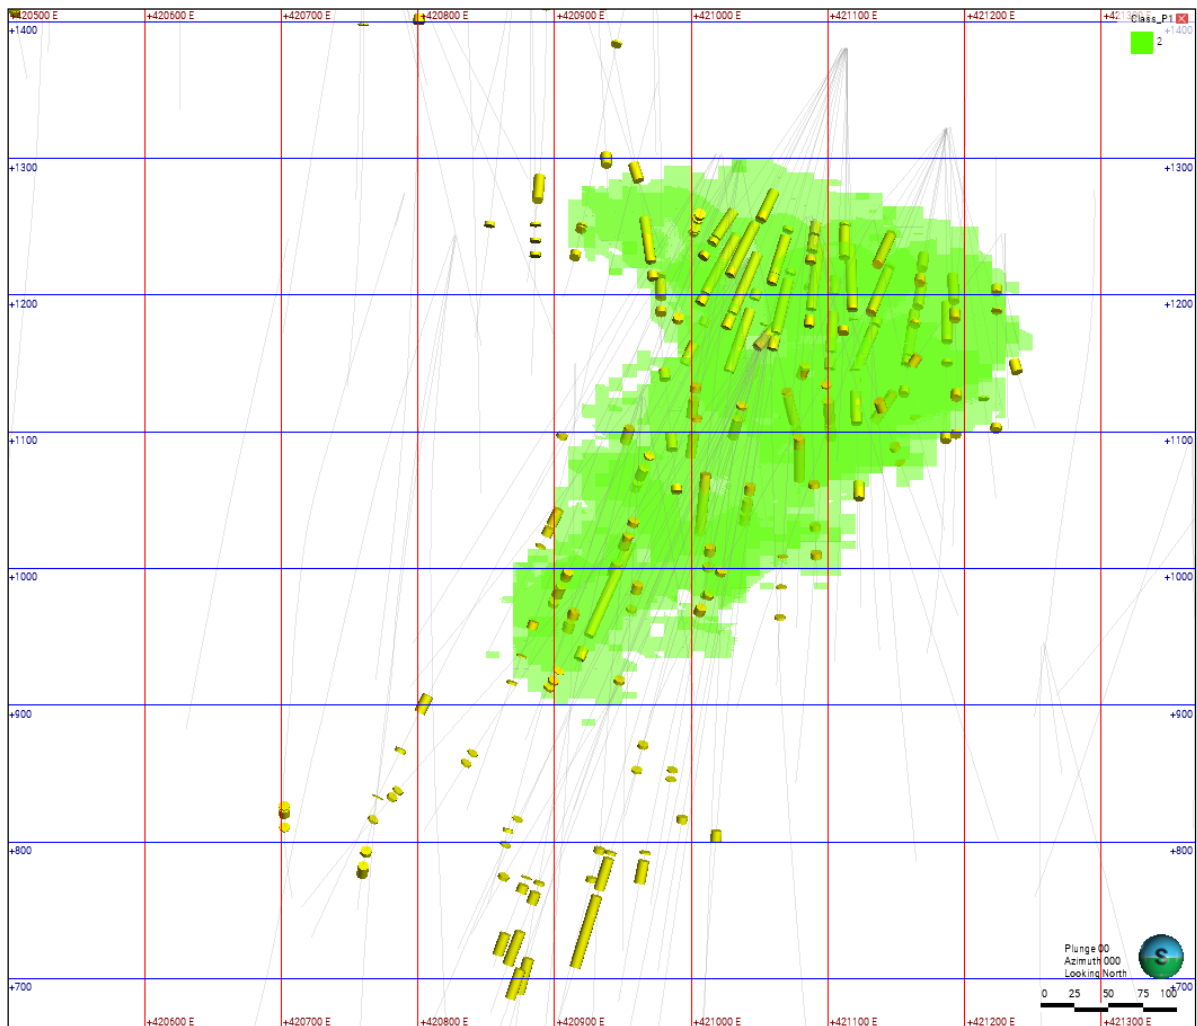 +420500 E +420600 E +420700 E +420800 E +420900 E +421000 E +421100 E +421200 E
Class_P1
2
+1400 +1400
+1300 +1300
+1200 +1200
+1100 +1100
+1000 +1000
+900 +900
+800 +800
Plunge 00
Azimuth 000
Looking North
S
0 25 50 75 100
+700 +700
+420600 E +420700 E +420800 E +420900 E +421000 E +421100 E +421200 E +421300 E